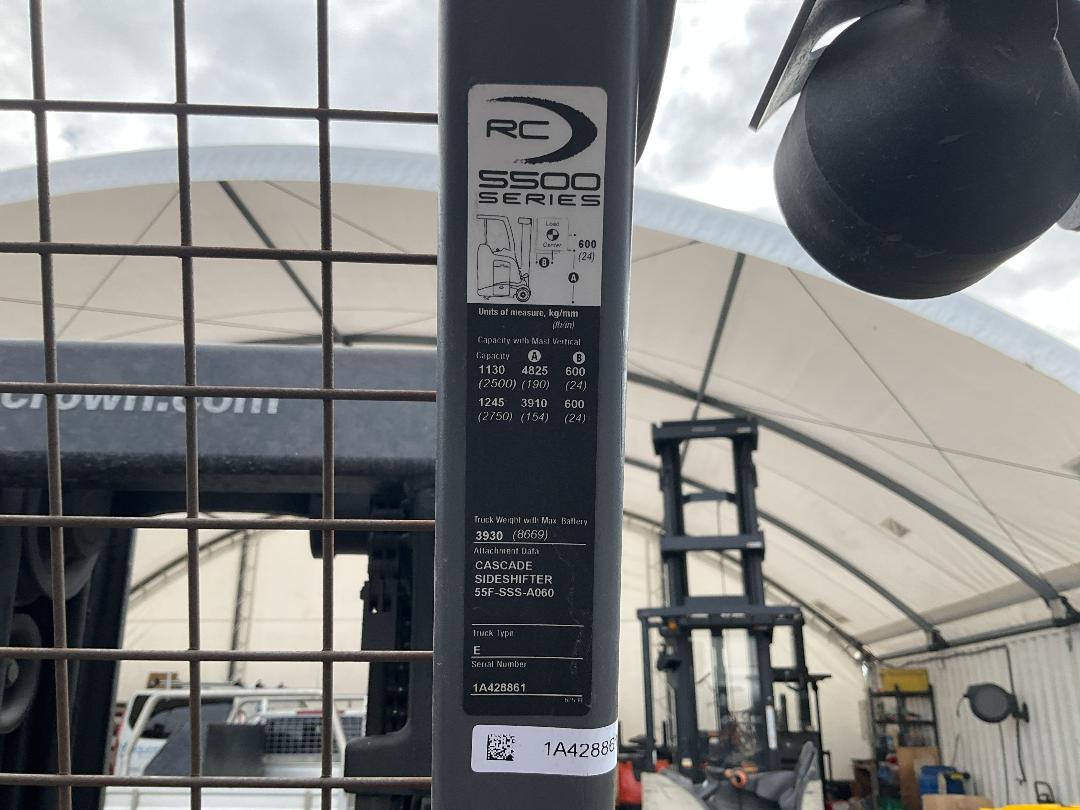 RC
5500
SERIES
Load
Center
600
(24)
B
A
Units of measure, kg/mm
(lb/in)
Capacity with Mast Vertical
Capacity A B
1130 4825 600
(2500) (190) (24)
1245 3910 600
(2750) (154) (24)
Truck Weight with Max. Battery
3930 (8669)
Attachment Data
CASCADE
SIDESHIFTER
55F-SSS-A060
Truck Type
E
Serial Number
1A428861
1A42886
crown.com